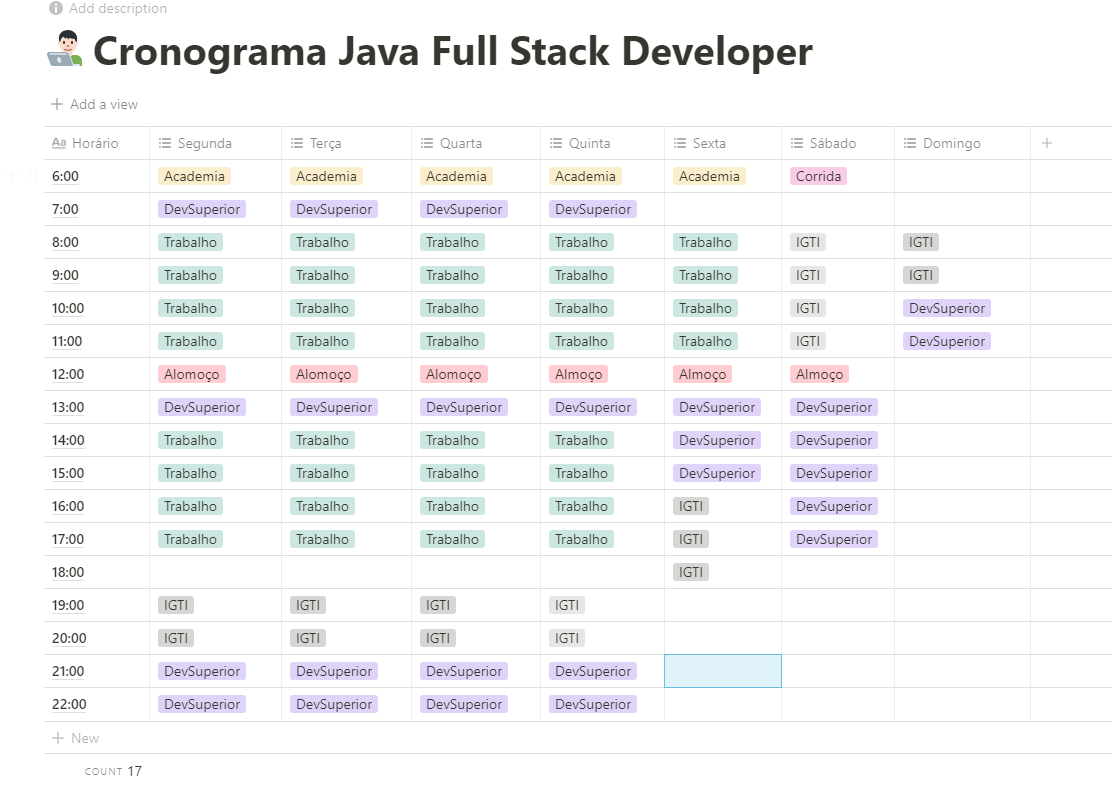 Add description
Cronograma Java Full Stack Developer
+ Add a view
Aa Horário Segunda Terça Quarta Quinta Sexta Sábado Domingo +
6:00 Academia Academia Academia Academia Academia Corrida
7:00 DevSuperior DevSuperior DevSuperior DevSuperior
8:00 Trabalho Trabalho Trabalho Trabalho Trabalho IGTI IGTI
9:00 Trabalho Trabalho Trabalho Trabalho Trabalho IGTI IGTI
10:00 Trabalho Trabalho Trabalho Trabalho Trabalho IGTI DevSuperior
11:00 Trabalho Trabalho Trabalho Trabalho Trabalho IGTI DevSuperior
12:00 Alomoço Alomoço Alomoço Almoço Almoço Almoço
13:00 DevSuperior DevSuperior DevSuperior DevSuperior DevSuperior DevSuperior
14:00 Trabalho Trabalho Trabalho Trabalho DevSuperior DevSuperior
15:00 Trabalho Trabalho Trabalho Trabalho DevSuperior DevSuperior
16:00 Trabalho Trabalho Trabalho Trabalho IGTI DevSuperior
17:00 Trabalho Trabalho Trabalho Trabalho IGTI DevSuperior
18:00 IGTI
19:00 IGTI IGTI IGTI IGTI
20:00 IGTI IGTI IGTI IGTI
21:00 DevSuperior DevSuperior DevSuperior DevSuperior
22:00 DevSuperior DevSuperior DevSuperior DevSuperior
+ New
COUNT 17